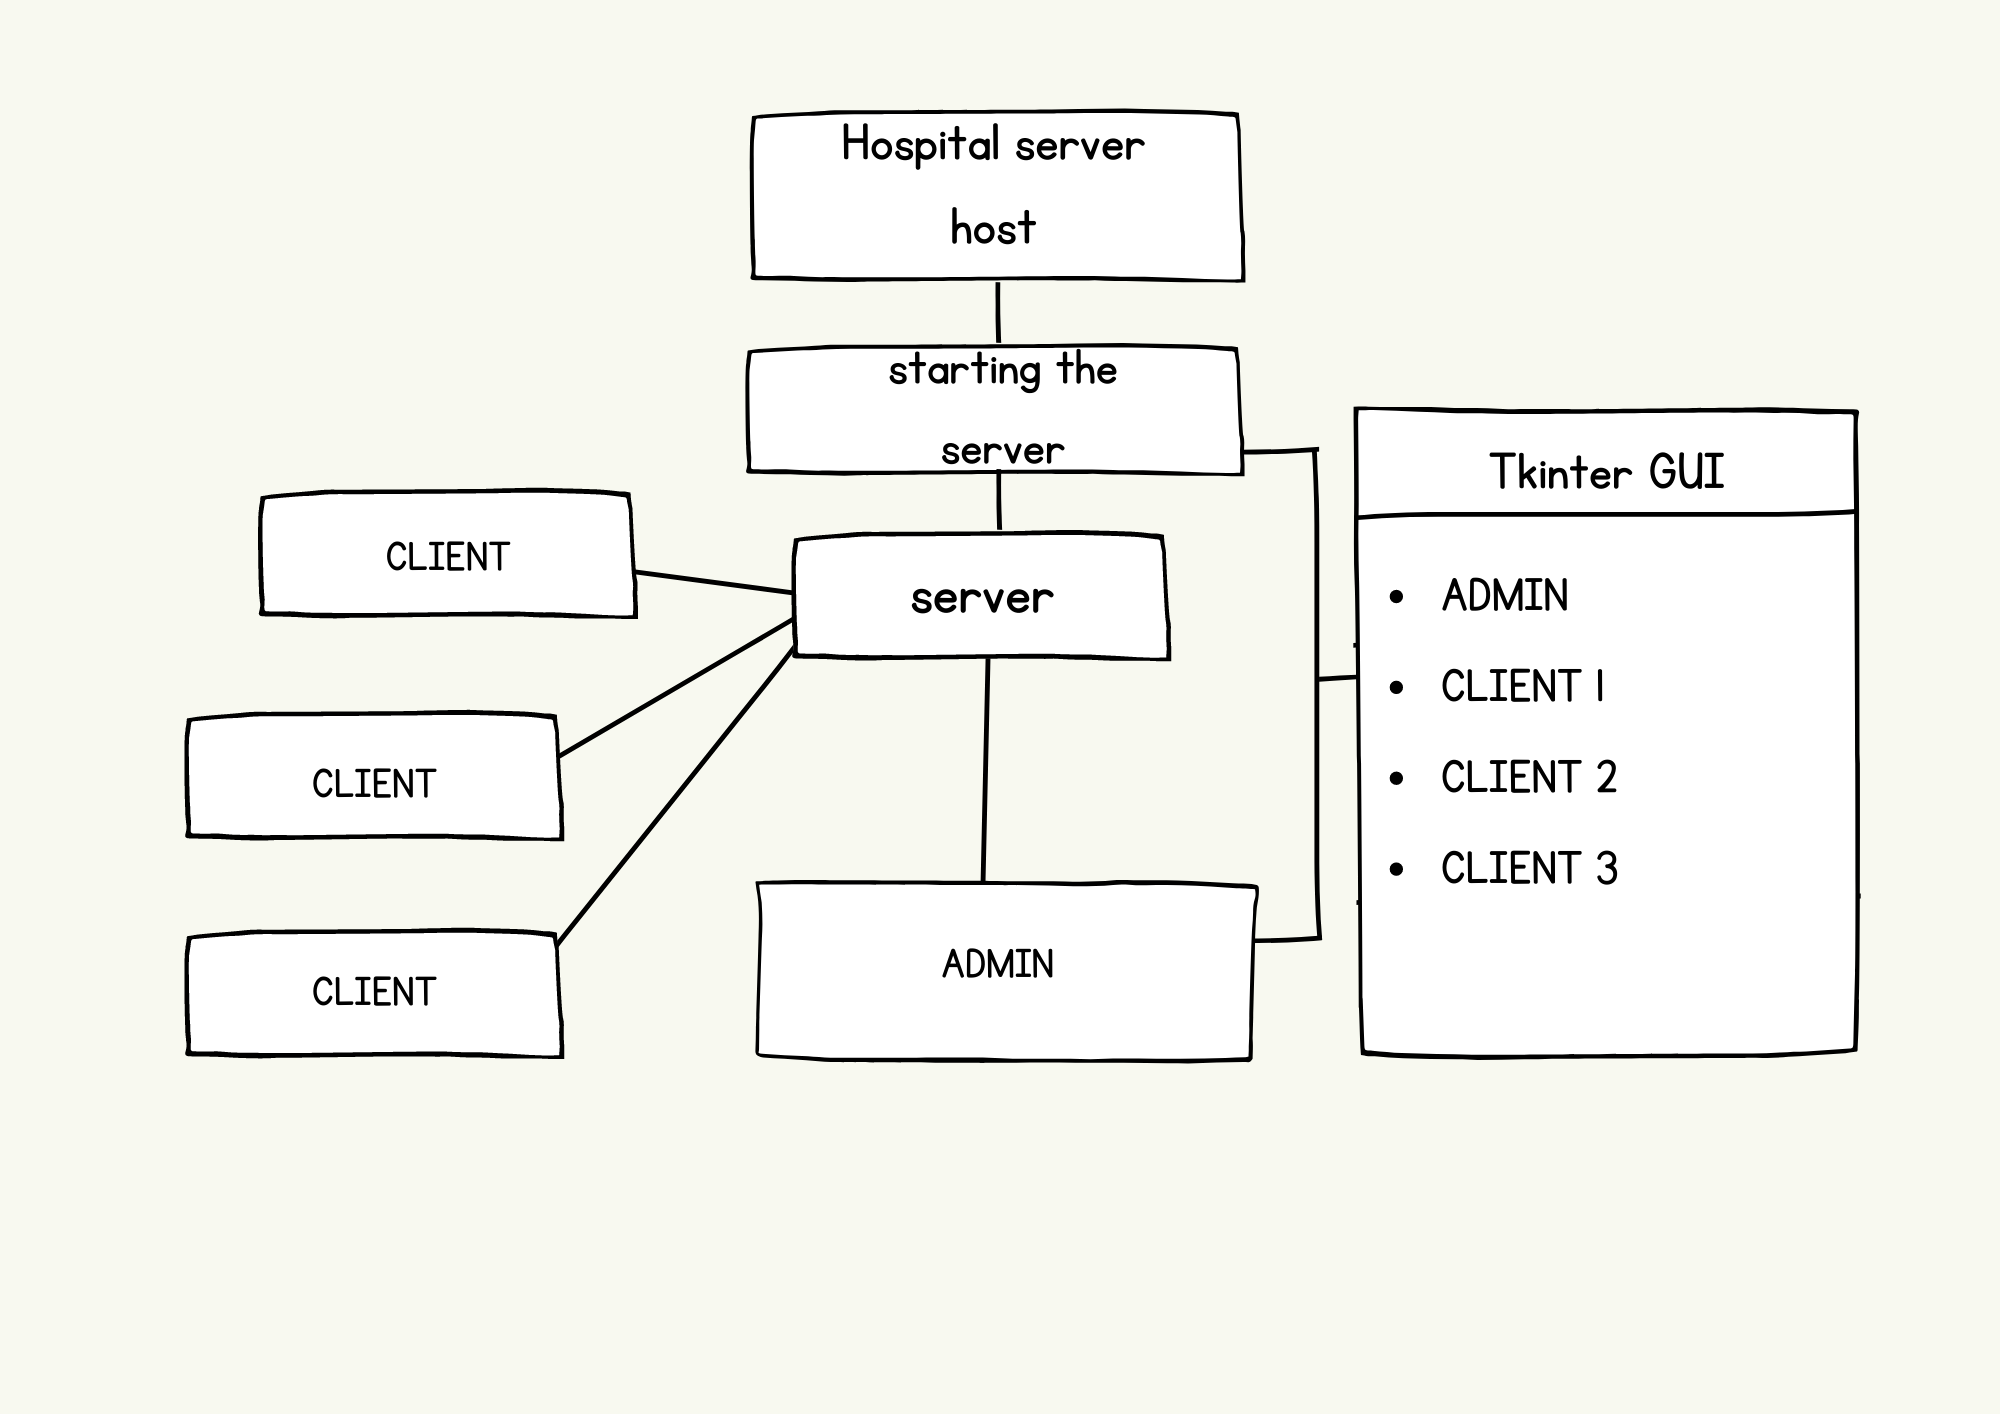 Hospital server
host
starting the
server
Tkinter GUI
CLIENT
server
• ADMIN
• CLIENT 1
• CLIENT 2
• CLIENT 3
CLIENT
ADMIN
CLIENT